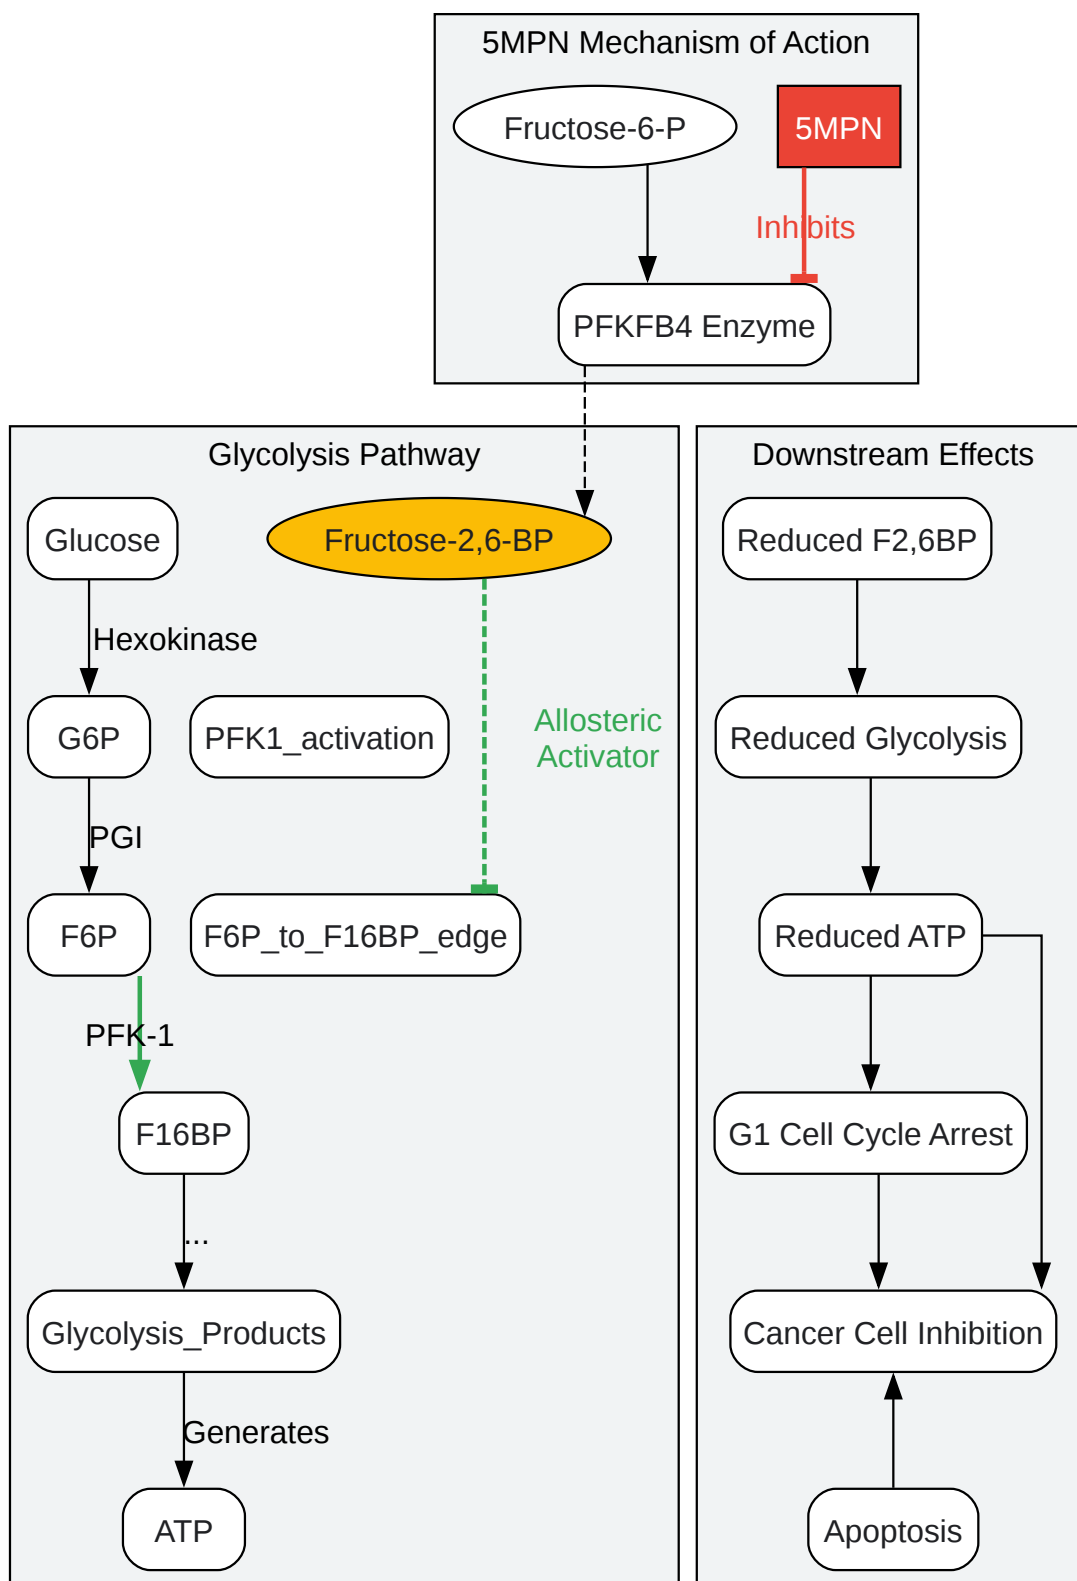 5MPN Mechanism of Action
Fructose-6-P
5MPN
Inhibits
PFKFB4 Enzyme
Glycolysis Pathway
Glucose
Fructose-2,6-BP
Hexokinase
G6P
PFK1_activation
Allosteric
Activator
PGI
F6P
F6P_to_F16BP_edge
PFK-1
F16BP
...
Glycolysis_Products
Generates
ATP
Downstream Effects
Reduced F2,6BP
Reduced Glycolysis
Reduced ATP
G1 Cell Cycle Arrest
Cancer Cell Inhibition
Apoptosis